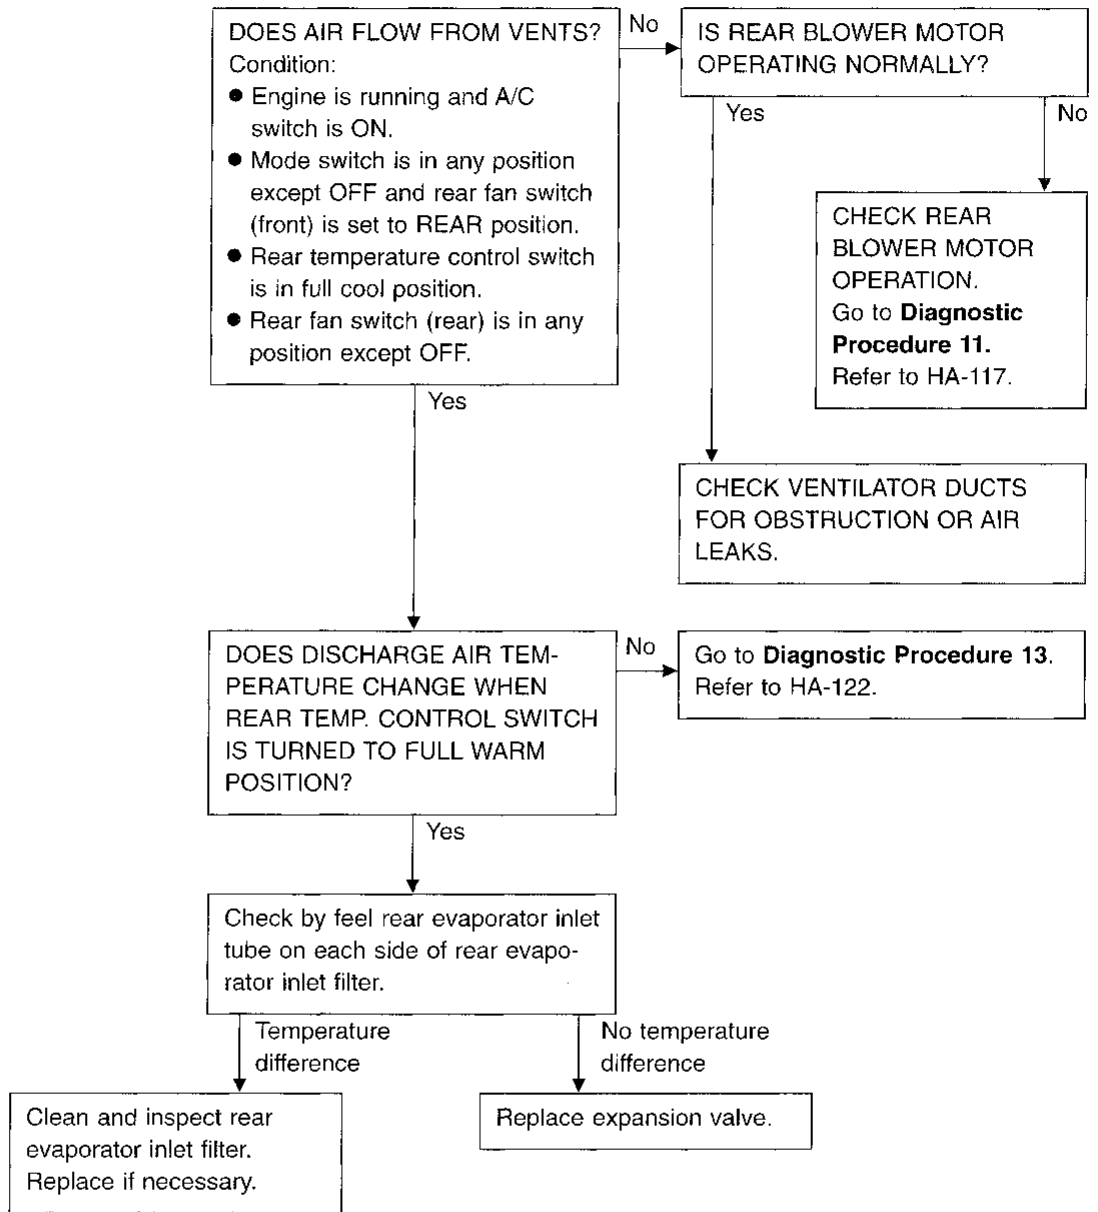 DOES AIR FLOW FROM VENTS?
Condition:
● Engine is running and A/C
switch is ON.
● Mode switch is in any position
except OFF and rear fan switch
(front) is set to REAR position.
● Rear temperature control switch
is in full cool position.
● Rear fan switch (rear) is in any
position except OFF.
No
IS REAR BLOWER MOTOR
OPERATING NORMALLY?
Yes
No
CHECK REAR
BLOWER MOTOR
OPERATION.
Go to Diagnostic
Procedure 11.
Refer to HA-117.
CHECK VENTILATOR DUCTS
FOR OBSTRUCTION OR AIR
LEAKS.
Yes
DOES DISCHARGE AIR TEM-
PERATURE CHANGE WHEN
REAR TEMP. CONTROL SWITCH
IS TURNED TO FULL WARM
POSITION?
No
Go to Diagnostic Procedure 13.
Refer to HA-122.
Yes
Check by feel rear evaporator inlet
tube on each side of rear evapo-
rator inlet filter.
Temperature
difference
No temperature
difference
Clean and inspect rear
evaporator inlet filter.
Replace if necessary.
Replace expansion valve.